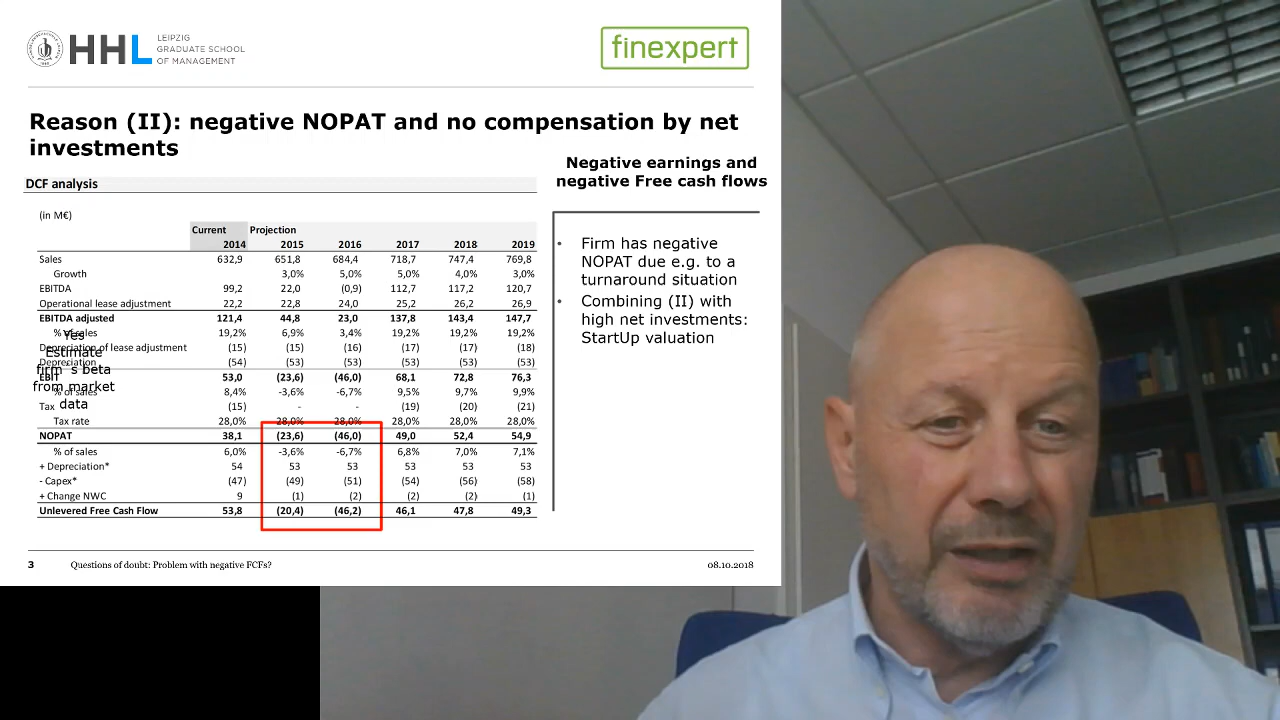 HHL
LEIPZIG
GRADUATE SCHOOL
OF MANAGEMENT
finexpert
Reason (II): negative NOPAT and no compensation by net
investments
Negative earnings and
negative Free cash flows
DCF analysis
(in M€)
Current Projection
2014 2015 2016 2017 2018 2019
Sales 632,9 651,8 684,4 718,7 747,4 769,8
Growth 3,0% 5,0% 5,0% 4,0% 3,0%
EBITDA 99,2 22,0 (0,9) 112,7 117,2 120,7
Operational lease adjustment 22,2 22,8 24,0 25,2 26,2 26,9
EBITDA adjusted 121,4 44,8 23,0 137,8 143,4 147,7
% of sales 19,2% 6,9% 3,4% 19,2% 19,2% 19,2%
Depreciation of lease adjustment (15) (15) (16) (17) (17) (18)
Depreciation (54) (53) (53) (53) (53) (53)
EBIT 53,0 (23,6) (46,0) 68,1 72,8 76,3
% of sales 8,4% -3,6% -6,7% 9,5% 9,7% 9,9%
Tax (15) - - (19) (20) (21)
Tax rate 28,0% 28,0% 28,0% 28,0% 28,0% 28,0%
NOPAT 38,1 (23,6) (46,0) 49,0 52,4 54,9
% of sales 6,0% -3,6% -6,7% 6,8% 7,0% 7,1%
+ Depreciation* 54 53 53 53 53 53
- Capex* (47) (49) (51) (54) (56) (58)
+ Change NWC 9 (1) (2) (2) (2) (1)
Unlevered Free Cash Flow 53,8 (20,4) (46,2) 46,1 47,8 49,3
Yes
Estimate
firm´s beta
from market
data
• Firm has negative
NOPAT due e.g. to a
turnaround situation
• Combining (II) with
high net investments:
StartUp valuation
3 Questions of doubt: Problem with negative FCFs? 08.10.2018